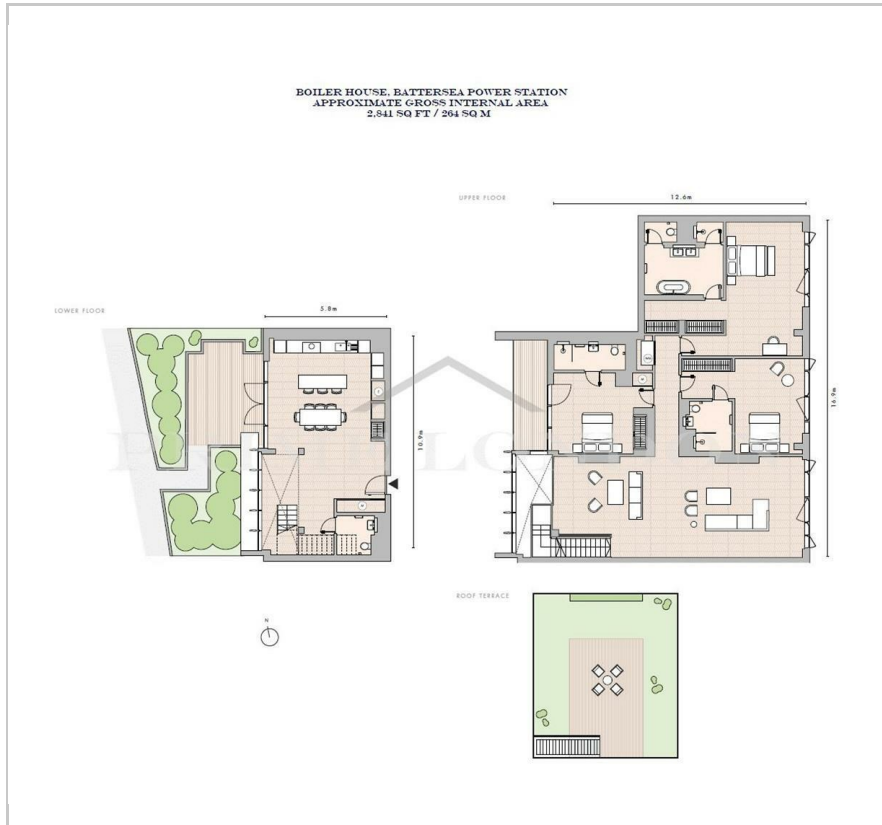 BOILER HOUSE, BATTERSEA POWER STATION
APPROXIMATE GROSS INTERNAL AREA
2,841 SQ FT / 264 SQ M
UPPER FLOOR
12.6m
16.9m
LOWER FLOOR
5.8m
10.9m
N
ROOF TERRACE